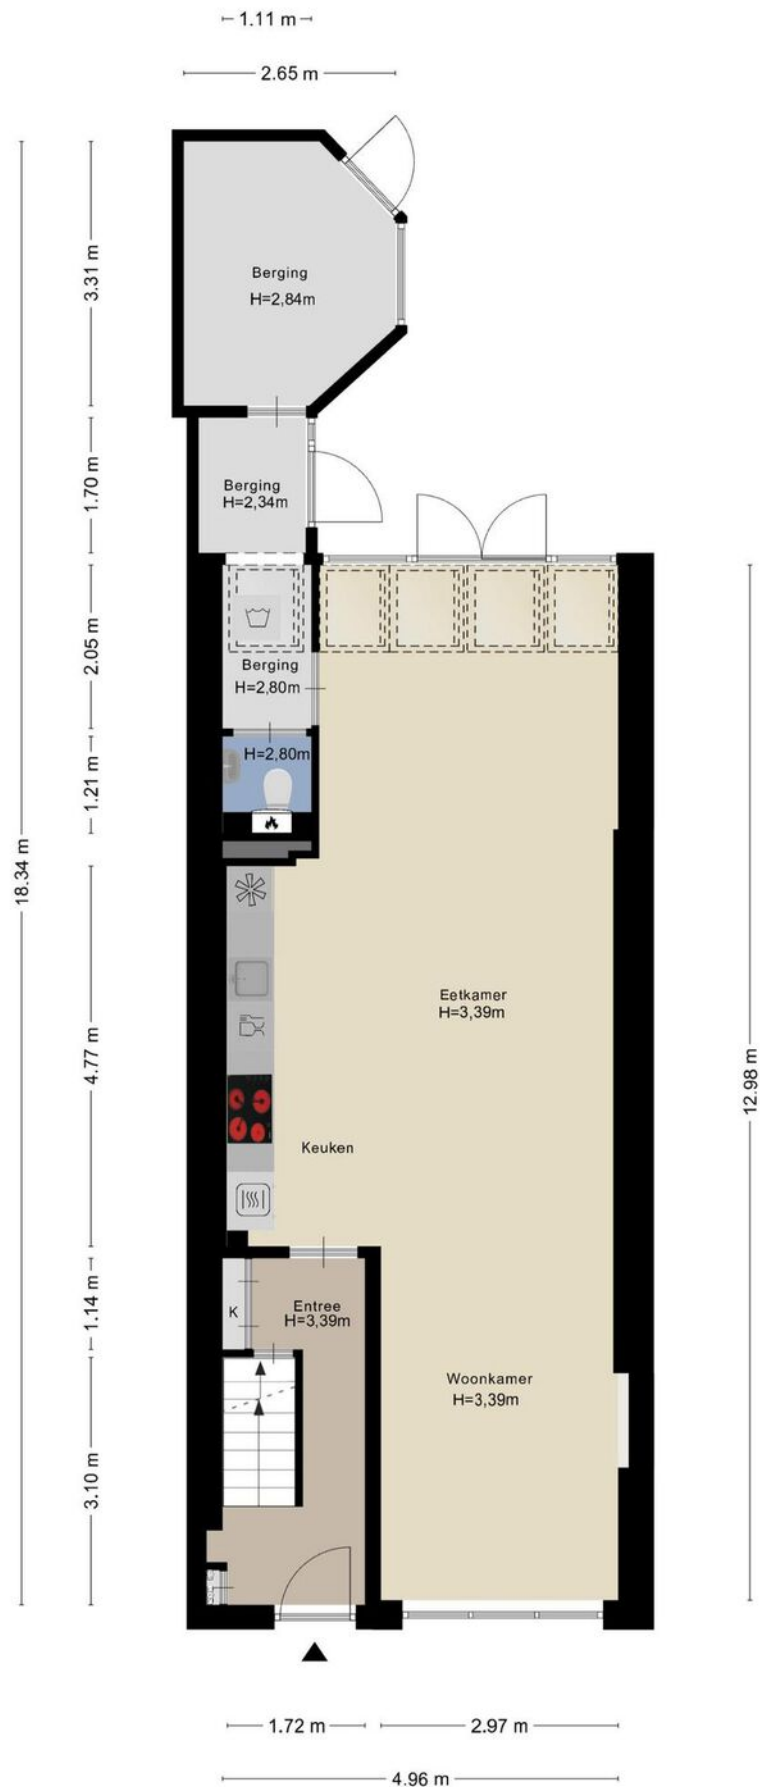 1.11 m
2.65 m
3.31 m
Berging
H=2,84m
1.70 m
Berging
H=2,34m
2.05 m
Berging
H=2,80m
1.21 m
H=2,80m
18.34 m
4.77 m
Eetkamer
H=3,39m
12.98 m
Keuken
1.14 m
K
Entree
H=3,39m
Woonkamer
H=3,39m
3.10 m
1.72 m
2.97 m
4.96 m